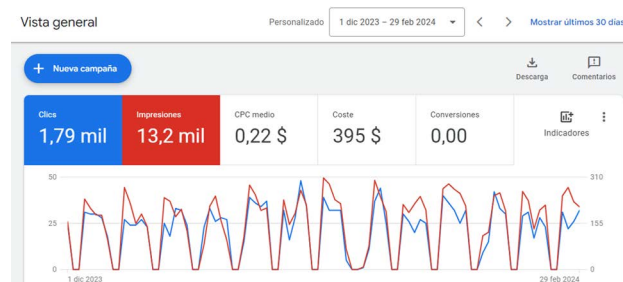 Vista general
Personalizado
1 dic 2023 – 29 feb 2024
Mostrar últimos 30 días
+ Nueva campaña
Descarga
Comentarios
Clics
1,79 mil
Impresiones
13,2 mil
CPC medio
0,22 $
Coste
395 $
Conversiones
0,00
Indicadores
50
310
25
155
0
0
1 dic 2023
29 feb 2024